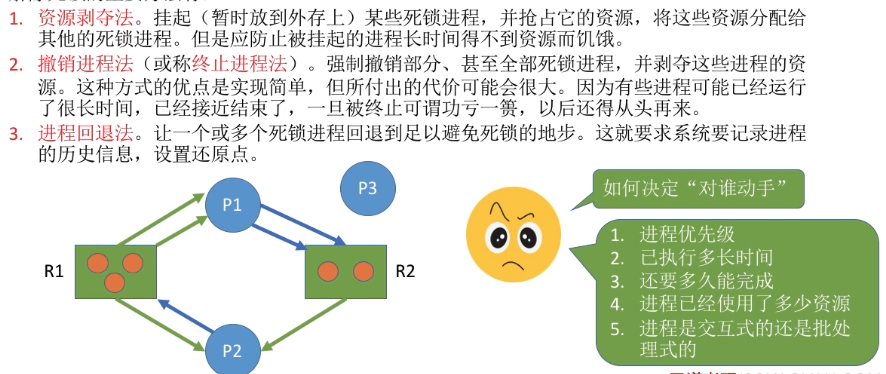 1. 资源剥夺法。挂起（暂时放到外存上）某些死锁进程，并抢占它的资源，将这些资源分配给
其他的死锁进程。但是应防止被挂起的进程长时间得不到资源而饥饿。
2. 撤销进程法（或称终止进程法）。强制撤销部分、甚至全部死锁进程，并剥夺这些进程的资
源。这种方式的优点是实现简单，但所付出的代价可能会很大。因为有些进程可能已经运行
了很长时间，已经接近结束了，一旦被终止可谓功亏一篑，以后还得从头再来。
3. 进程回退法。让一个或多个死锁进程回退到足以避免死锁的地步。这就要求系统要记录进程
的历史信息，设置还原点。
P1
P3
R1
R2
P2
如何决定“对谁动手”
1. 进程优先级
2. 已执行多长时间
3. 还要多久能完成
4. 进程已经使用了多少资源
5. 进程是交互式的还是批处
理式的